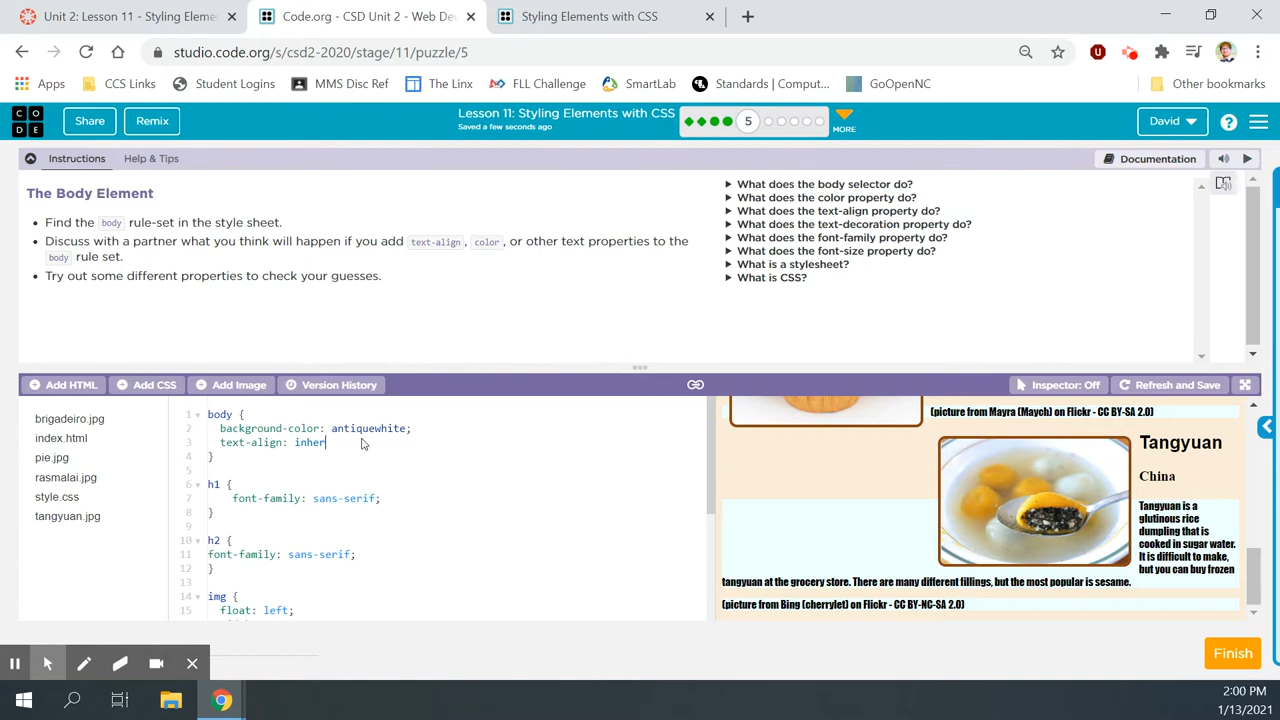 Unit 2: Lesson 11 - Styling Eleme
Code.org - CSD Unit 2 - Web De
Styling Elements with CSS
studio.code.org/s/csd2-2020/stage/11/puzzle/5
Apps
CCS Links
Student Logins
MMS Disc Ref
The Linx
FLL Challenge
SmartLab
Standards | Comput...
GoOpenNC
Other bookmarks
C O
D E
Share
Remix
Lesson 11: Styling Elements with CSS
Saved a few seconds ago
5
MORE
David
Instructions
Help & Tips
Documentation
The Body Element
• Find the body rule-set in the style sheet.
• Discuss with a partner what you think will happen if you add text-align, color, or other text properties to the
body rule set.
• Try out some different properties to check your guesses.
What does the body selector do?
What does the color property do?
What does the text-align property do?
What does the text-decoration property do?
What does the font-family property do?
What does the font-size property do?
What is a stylesheet?
What is CSS?
Add HTML
Add CSS
Add Image
Version History
Inspector: Off
Refresh and Save
brigadeiro.jpg
index.html
pie.jpg
rasmalai.jpg
style.css
tangyuan.jpg
1 body {
2 background-color: antiquewhite;
3 text-align: inher
4 }
5
6 h1 {
7 font-family: sans-serif;
8 }
9
10 h2 {
11 font-family: sans-serif;
12 }
13
14 img {
15 float: left;
(picture from Mayra (Maych) on Flickr - CC BY-SA 2.0)
Tangyuan
China
Tangyuan is a
glutinous rice
dumpling that is
cooked in sugar water.
It is difficult to make,
but you can buy frozen
tangyuan at the grocery store. There are many different fillings, but the most popular is sesame.
(picture from Bing (cherrylet) on Flickr - CC BY-NC-SA 2.0)
Finish
2:00 PM
1/13/2021